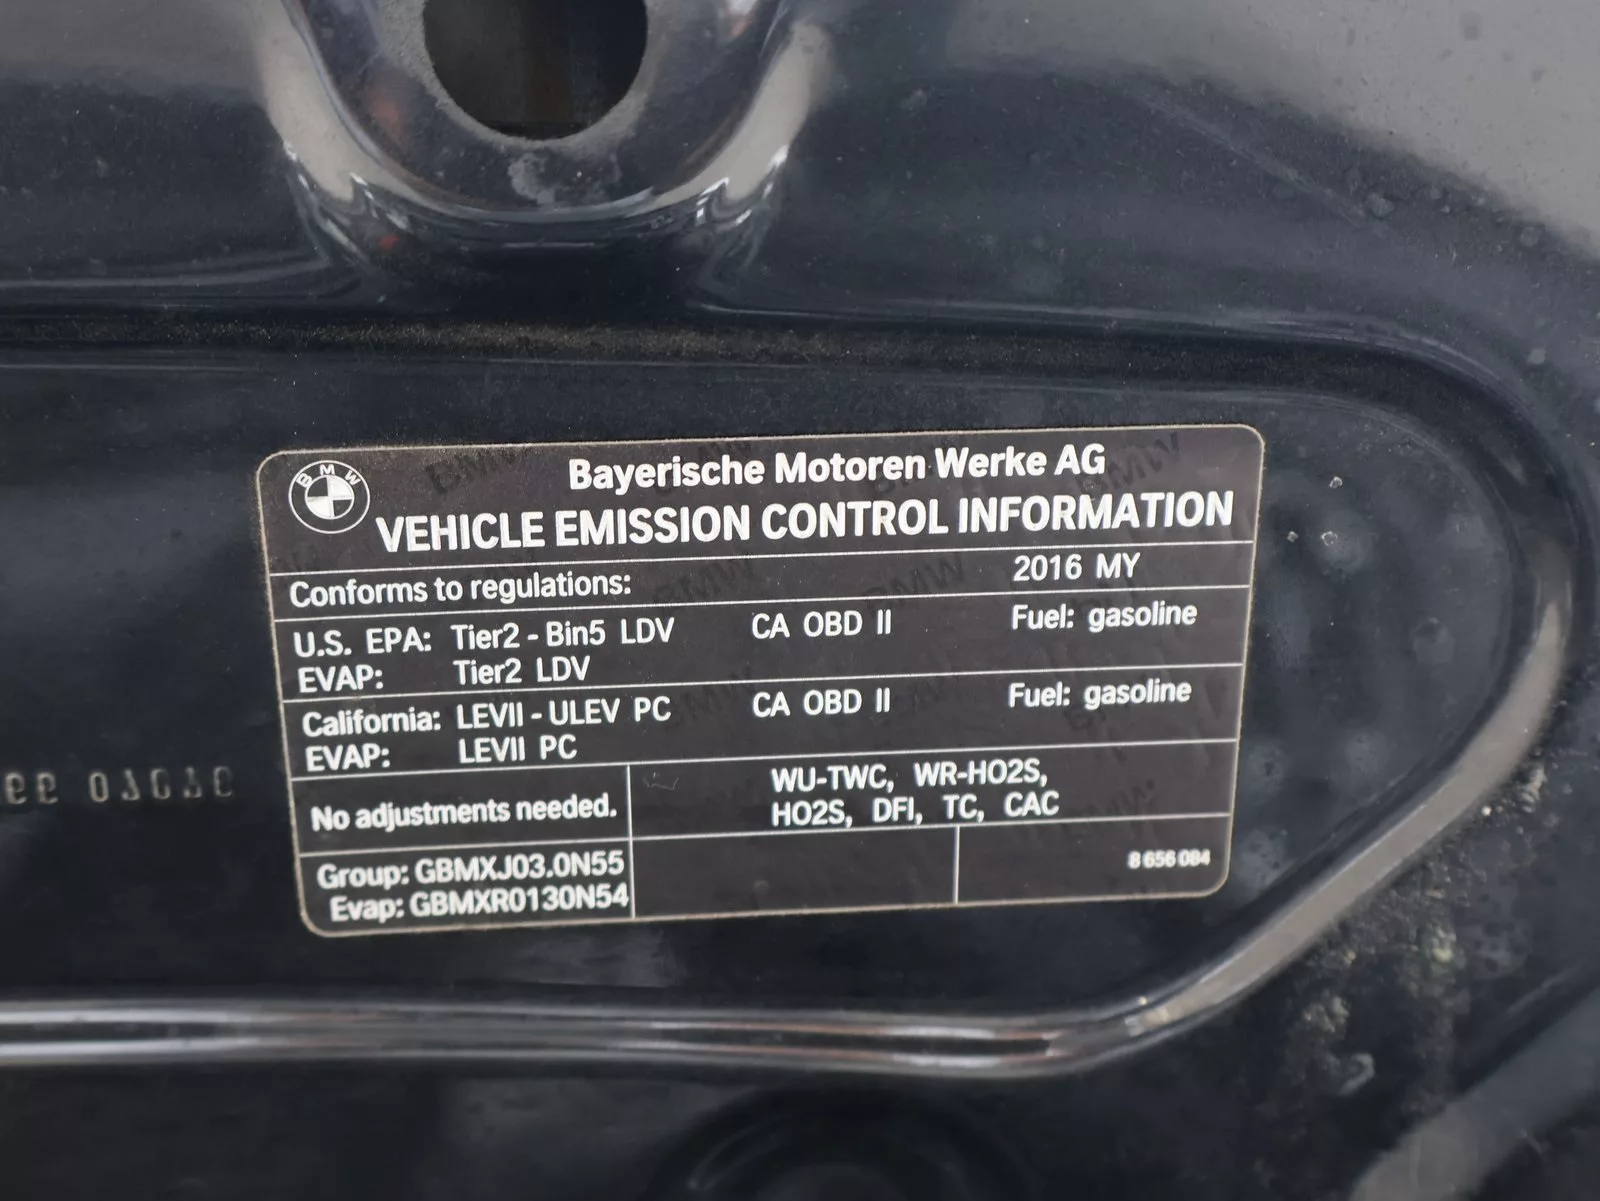 BMW
Bayerische Motoren Werke AG
VEHICLE EMISSION CONTROL INFORMATION
Conforms to regulations: 2016 MY
U.S. EPA: Tier2 - Bin5 LDV CA OBD II Fuel: gasoline
EVAP: Tier2 LDV
California: LEVII - ULEV PC CA OBD II Fuel: gasoline
EVAP: LEVII PC
No adjustments needed.
WU-TWC, WR-HO2S,
HO2S, DFI, TC, CAC
Group: GBMXJ03.0N55
Evap: GBMXR0130N54
8 656 084